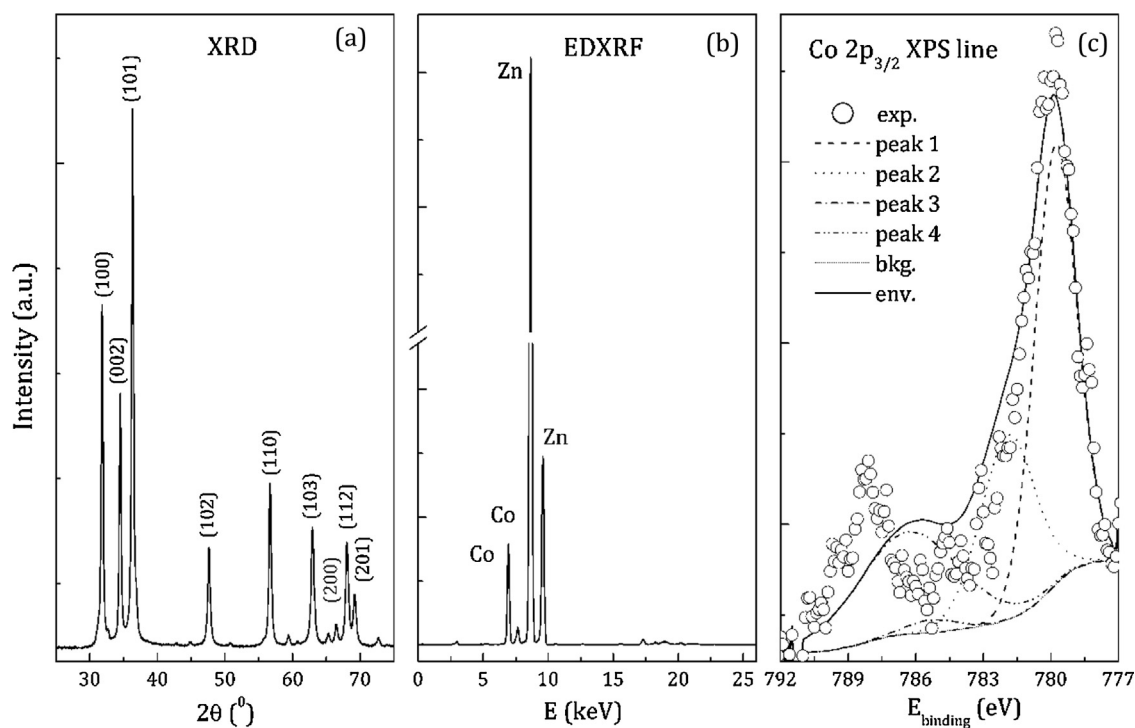 XRD
(a)
(100)
(002)
(101)
(102)
(110)
(103)
(200)
(112)
(201)
Intensity (a.u.)
30 40 50 60 70
2θ (⁰)
EDXRF
(b)
Zn
Zn
Co
Co
0 5 10 15 20 25
E (keV)
Co 2p3/2 XPS line
(c)
exp.
peak 1
peak 2
peak 3
peak 4
bkg.
env.
792 789 786 783 780 777
Ebinding (eV)